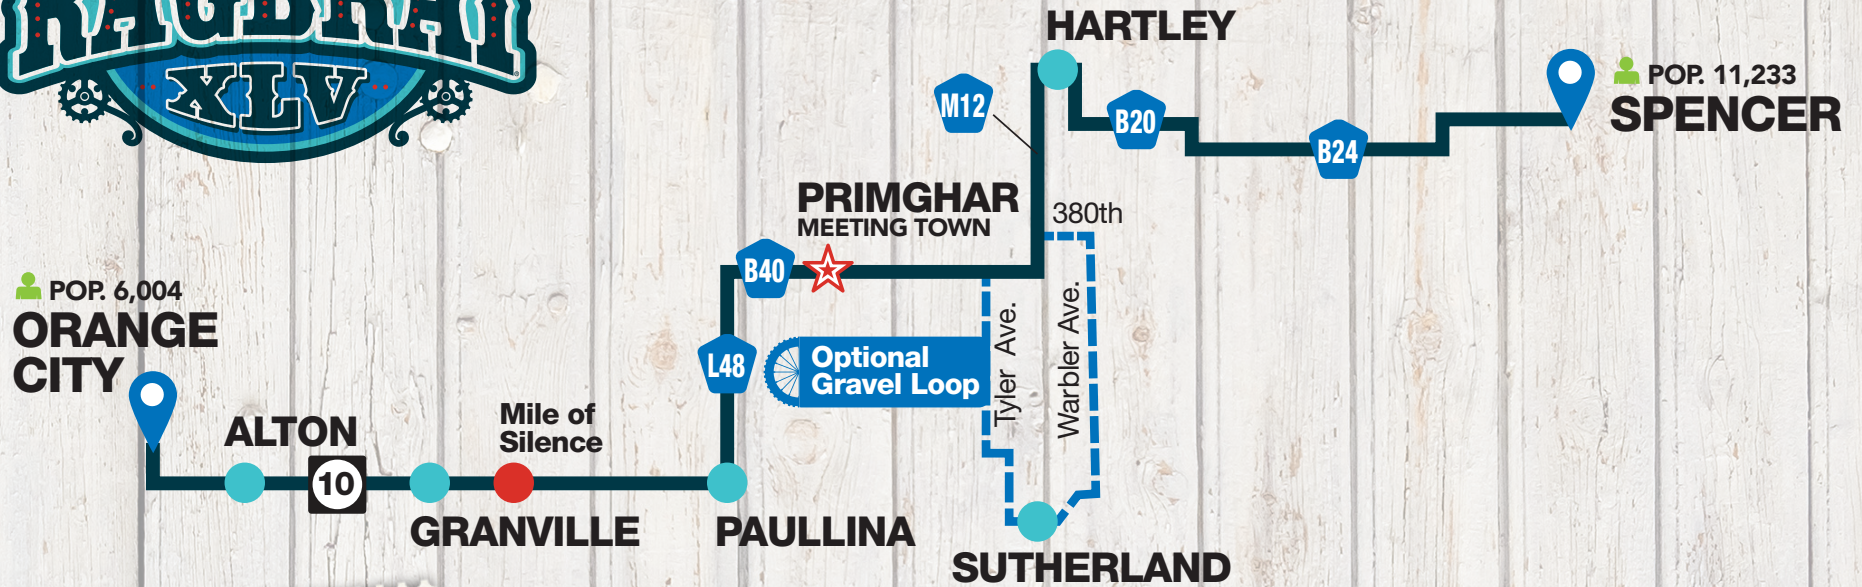 RAGBRAI
XLV
HARTLEY
M12
B20
B24
POP. 11,233
SPENCER
PRIMGHAR
MEETING TOWN
B40
380th
POP. 6,004
ORANGE
CITY
L48
Optional
Gravel Loop
Tyler Ave.
Warbler Ave.
ALTON
10
Mile of
Silence
GRANVILLE
PAULLINA
SUTHERLAND